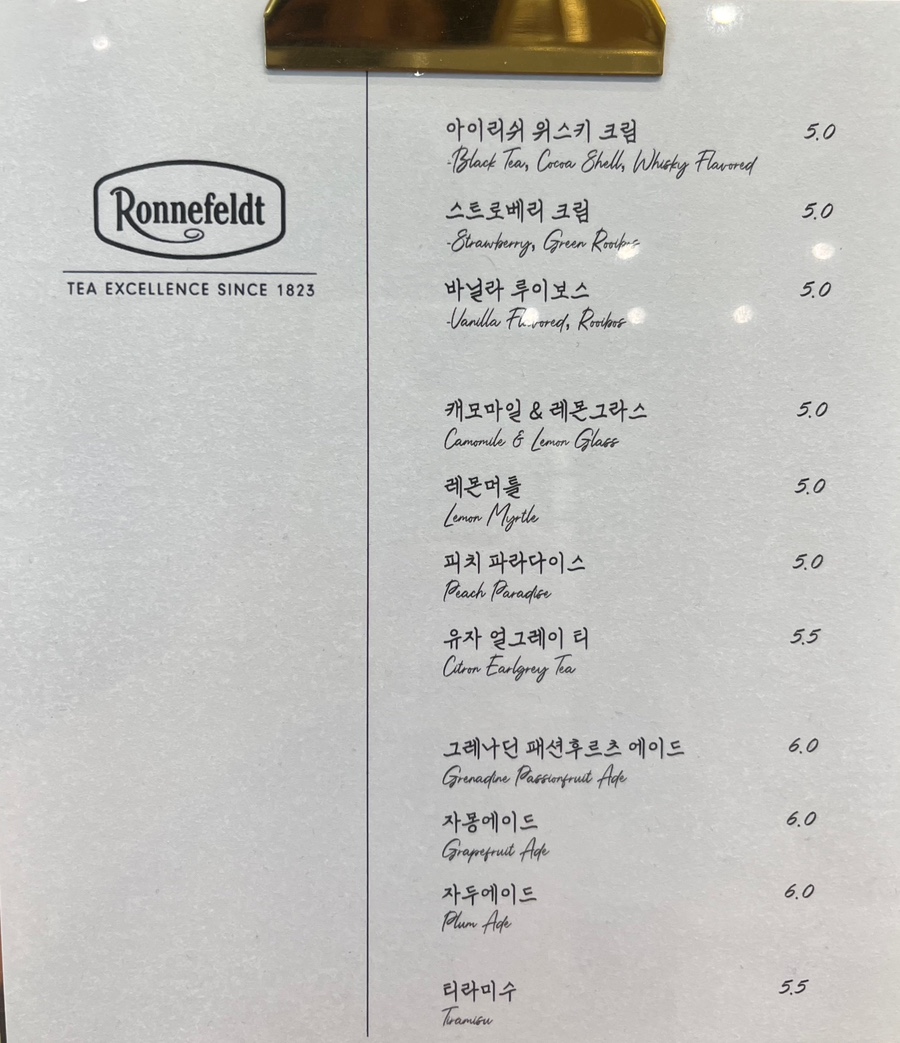 Ronnefeldt
TEA EXCELLENCE SINCE 1823
아이리쉬 위스키 크림 5.0
-Black Tea, Cocoa Shell, Whisky Flavored
스트로베리 크림 5.0
-Strawberry, Green Rooibos
바닐라 루이보스 5.0
-Vanilla Flavored, Rooibos
캐모마일 & 레몬그라스 5.0
Camomile & Lemon Glass
레몬머틀 5.0
Lemon Myrtle
피치 파라다이스 5.0
Peach Paradise
유자 얼그레이 티 5.5
Citron Earlgrey Tea
그레나딘 패션후르츠 에이드 6.0
Grenadine Passionfruit Ade
자몽에이드 6.0
Grapefruit Ade
자두에이드 6.0
Plum Ade
티라미수 5.5
Tiramisu